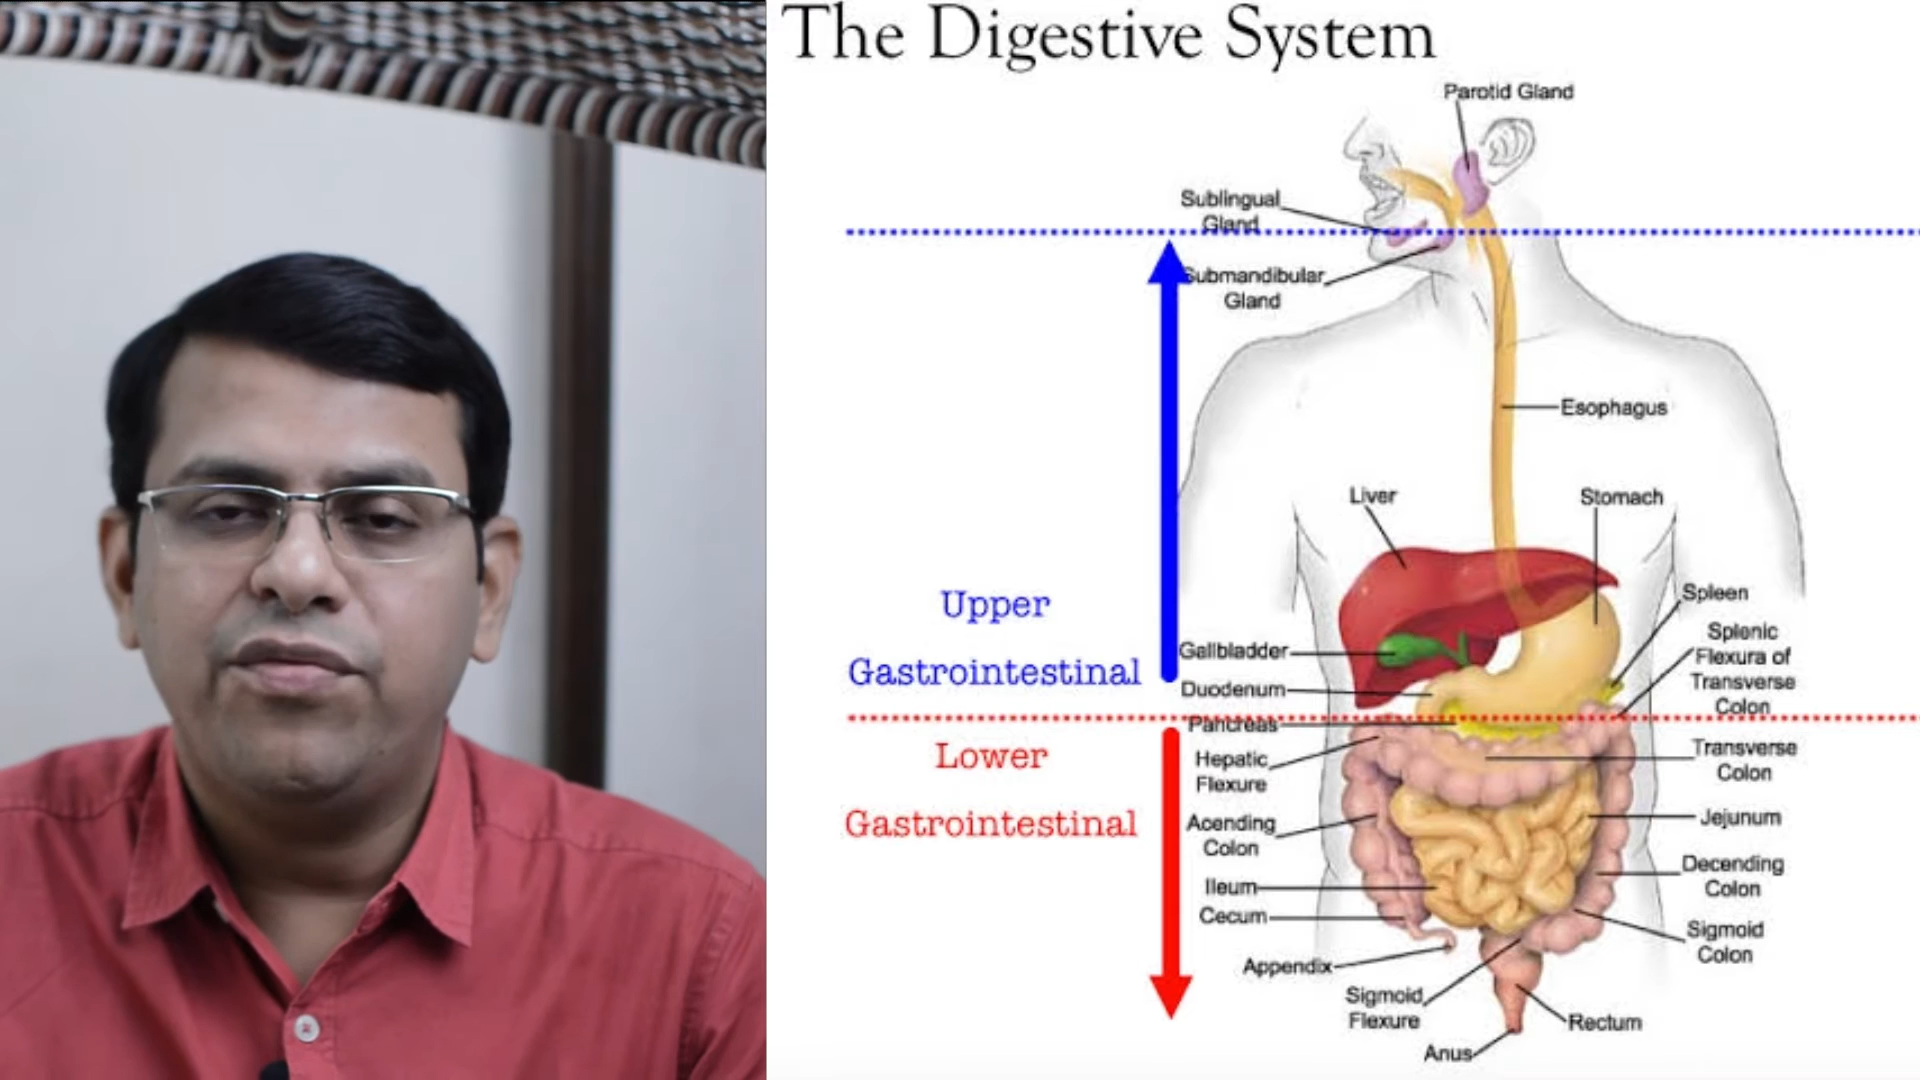 The Digestive System
Parotid Gland
Sublingual
Gland
Submandibular
Gland
Esophagus
Liver
Stomach
Spleen
Splenic
Flexura of
Transverse
Colon
Upper
Gastrointestinal
Gallbladder
Duodenum
Pancreas
Lower
Gastrointestinal
Hepatic
Flexure
Transverse
Colon
Acending
Colon
Jejunum
Decending
Colon
Ileum
Cecum
Sigmoid
Colon
Appendix
Sigmoid
Flexure
Rectum
Anus